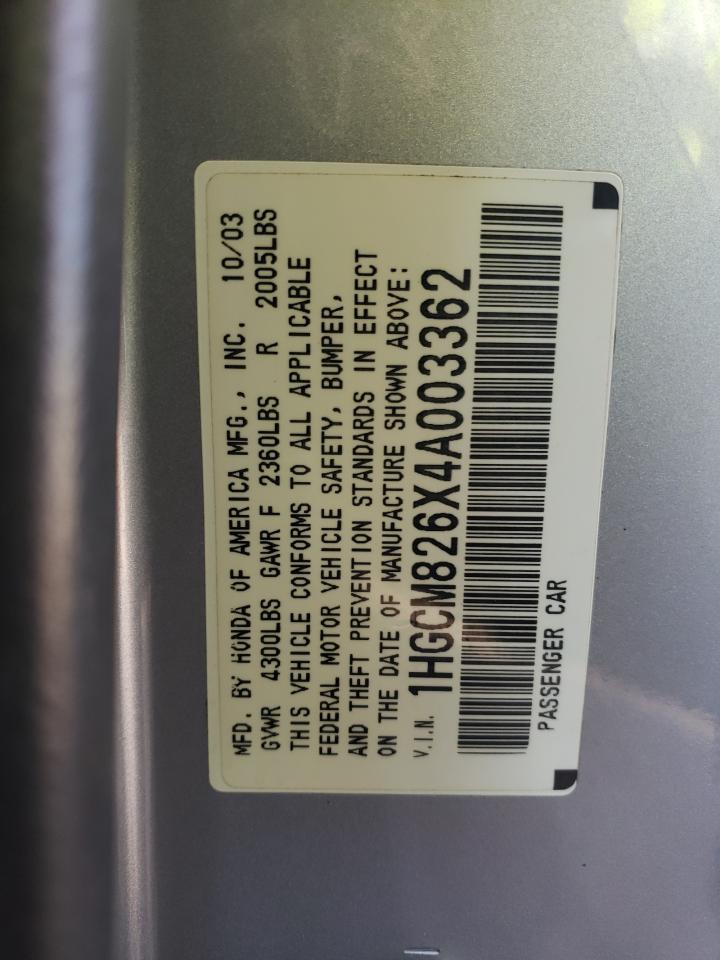 MFD. BY HONDA OF AMERICA MFG., INC. 10/03
GVWR 4300LBS GAWR F 2360LBS R 2005LBS
THIS VEHICLE CONFORMS TO ALL APPLICABLE
FEDERAL MOTOR VEHICLE SAFETY, BUMPER,
AND THEFT PREVENTION STANDARDS IN EFFECT
ON THE DATE OF MANUFACTURE SHOWN ABOVE:
V.I.N. 1HGCM826X4A003362
PASSENGER CAR